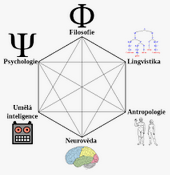 Φ
Filosofie
Ψ
Psychologie
Lingvistika
Umělá
inteligence
Antropologie
Neurověda